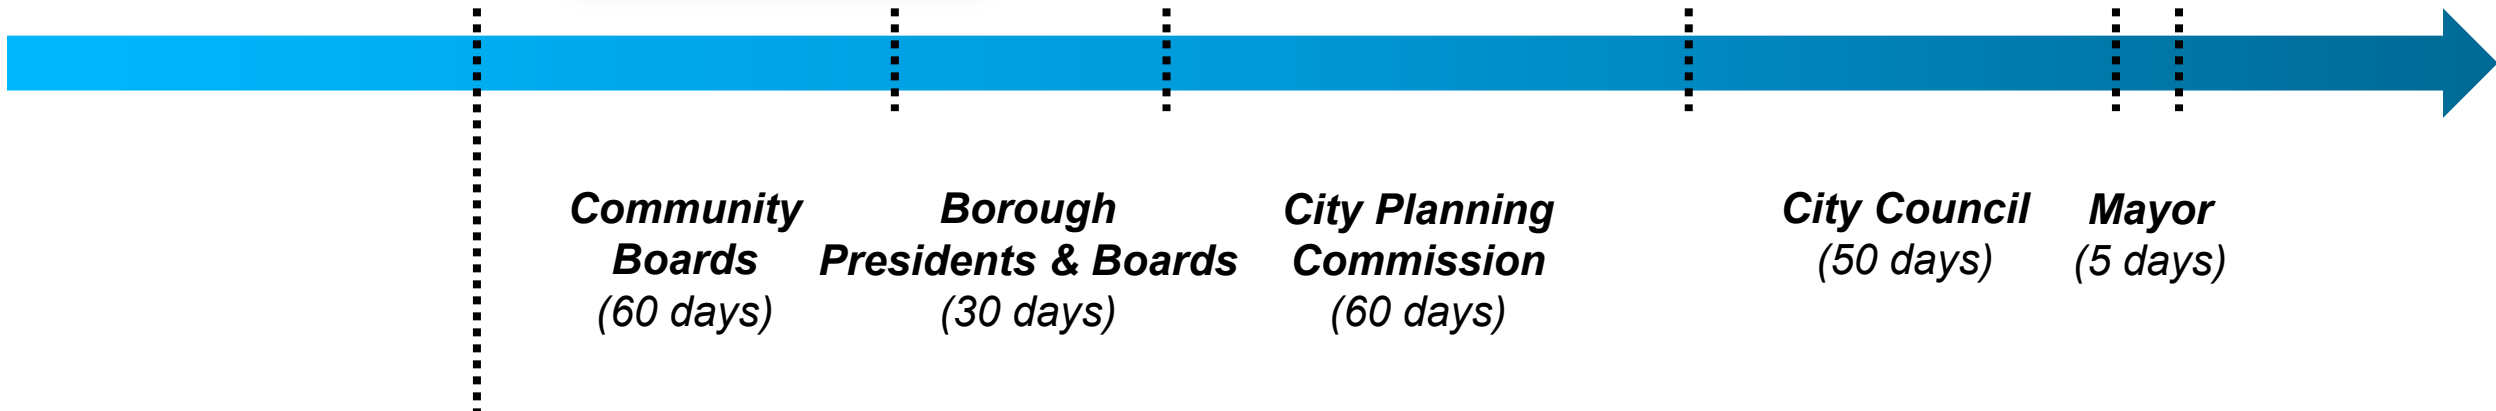 Community
Boards
(60 days)
Borough
Presidents & Boards
(30 days)
City Planning
Commission
(60 days)
City Council
(50 days)
Mayor
(5 days)